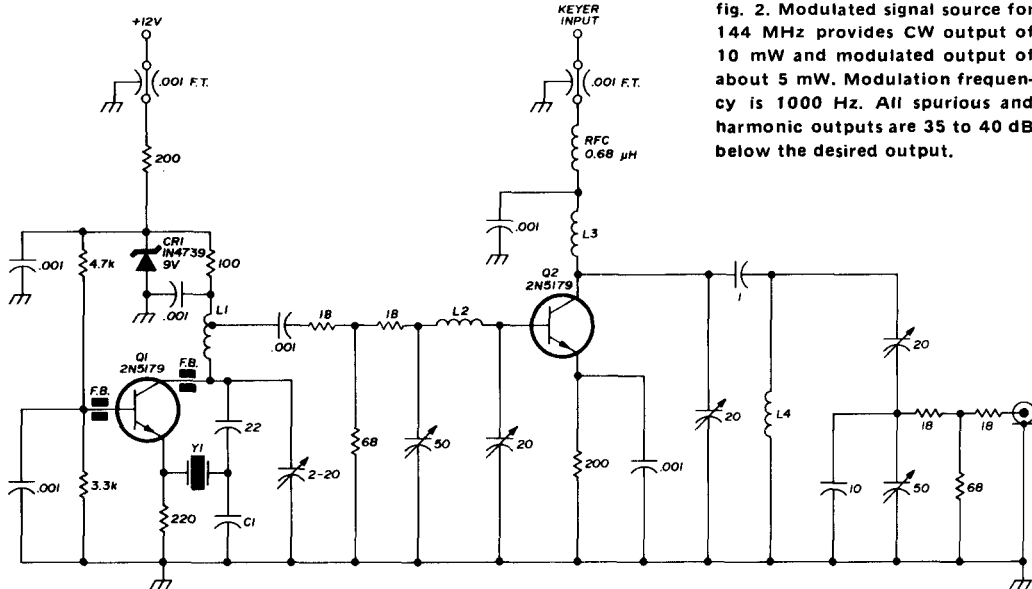 fig. 2. Modulated signal source for
144 MHz provides CW output of
10 mW and modulated output of
about 5 mW. Modulation frequen-
cy is 1000 Hz. All spurious and
harmonic outputs are 35 to 40 dB
below the desired output.
+12V
.001 F.T.
200
.001
4.7k
CR1
1N4739
9V
100
.001
L1
Q1
2N5179
F.B.
F.B.
.001
3.3k
Y1
220
22
C1
2-20
.001
18
18
68
50
L2
20
KEYER
INPUT
.001 F.T.
RFC
0.68 μH
.001
L3
Q2
2N5179
200
.001
20
1
L4
20
10
50
18
18
68